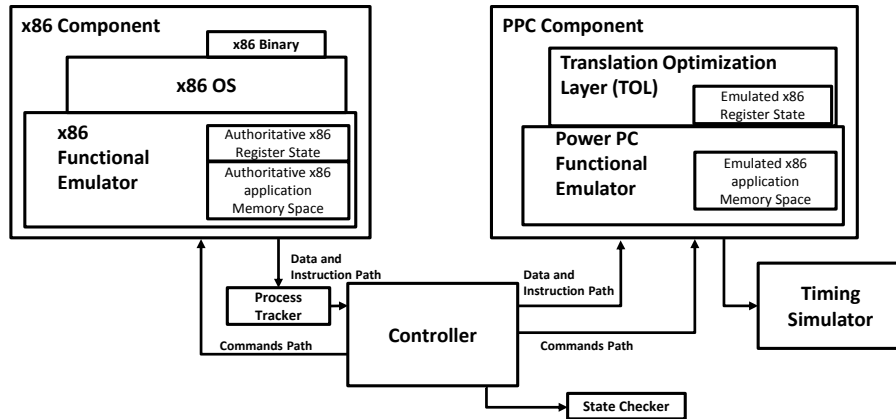 x86 Component
x86 Binary
x86 OS
x86
Functional
Emulator
Authoritative x86
Register State
Authoritative x86
application
Memory Space
PPC Component
Translation Optimization
Layer (TOL)
Emulated x86
Register State
Power PC
Functional
Emulator
Emulated x86
application
Memory Space
Data and
Instruction Path
Process
Tracker
Commands Path
Controller
Data and
Instruction Path
Commands Path
Timing
Simulator
State Checker